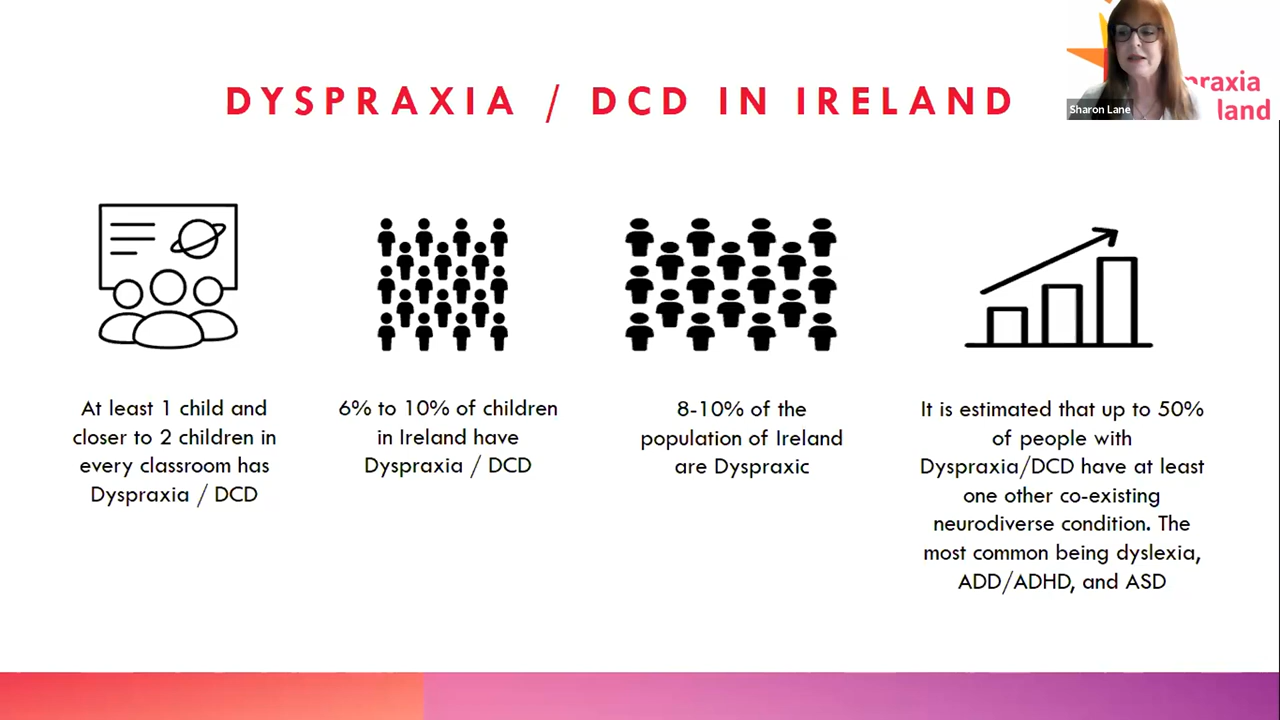 DYSPRAXIA / DCD IN IRELAND
Sharon Lane
praxia
land
At least 1 child and
closer to 2 children in
every classroom has
Dyspraxia / DCD
6% to 10% of children
in Ireland have
Dyspraxia / DCD
8-10% of the
population of Ireland
are Dyspraxic
It is estimated that up to 50%
of people with
Dyspraxia/DCD have at least
one other co-existing
neurodiverse condition. The
most common being dyslexia,
ADD/ADHD, and ASD